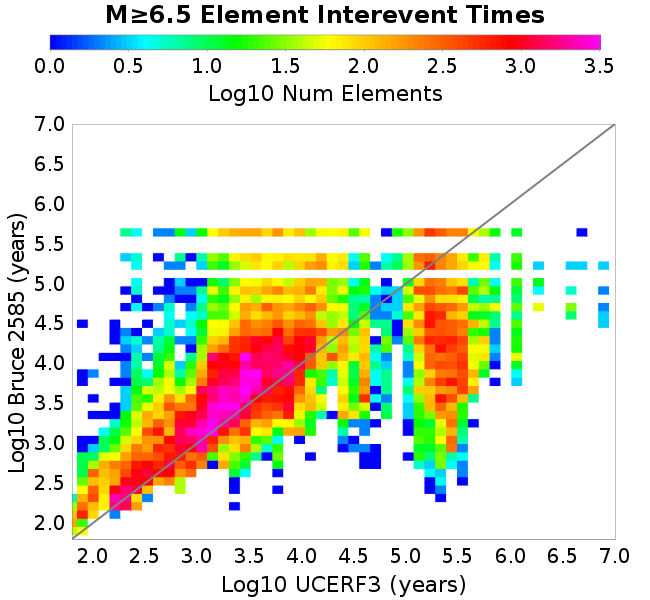 M≥6.5 Element Interevent Times
0.0 0.5 1.0 1.5 2.0 2.5 3.0 3.5
Log10 Num Elements
7.0
6.5
6.0
5.5
5.0
4.5
4.0
3.5
3.0
2.5
2.0
Log10 Bruce 2585 (years)
2.0 2.5 3.0 3.5 4.0 4.5 5.0 5.5 6.0 6.5 7.0
Log10 UCERF3 (years)